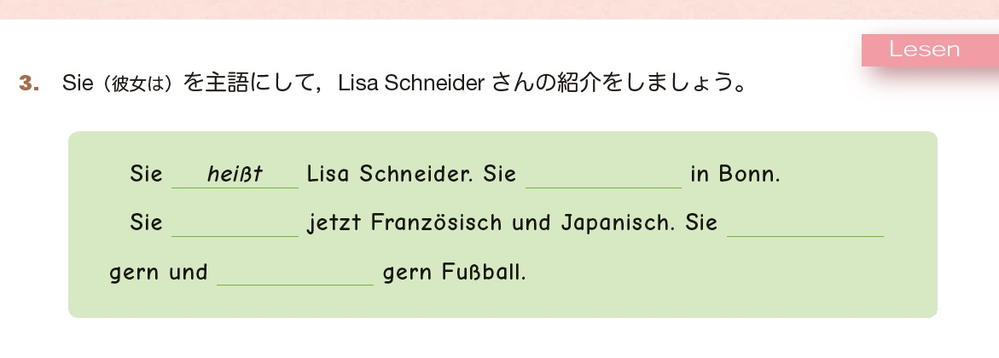 Lesen
3. Sie（彼女は）を主語にして，Lisa Schneider さんの紹介をしましょう。
Sie heißt Lisa Schneider. Sie in Bonn.
Sie jetzt Französisch und Japanisch. Sie
gern und gern Fußball.